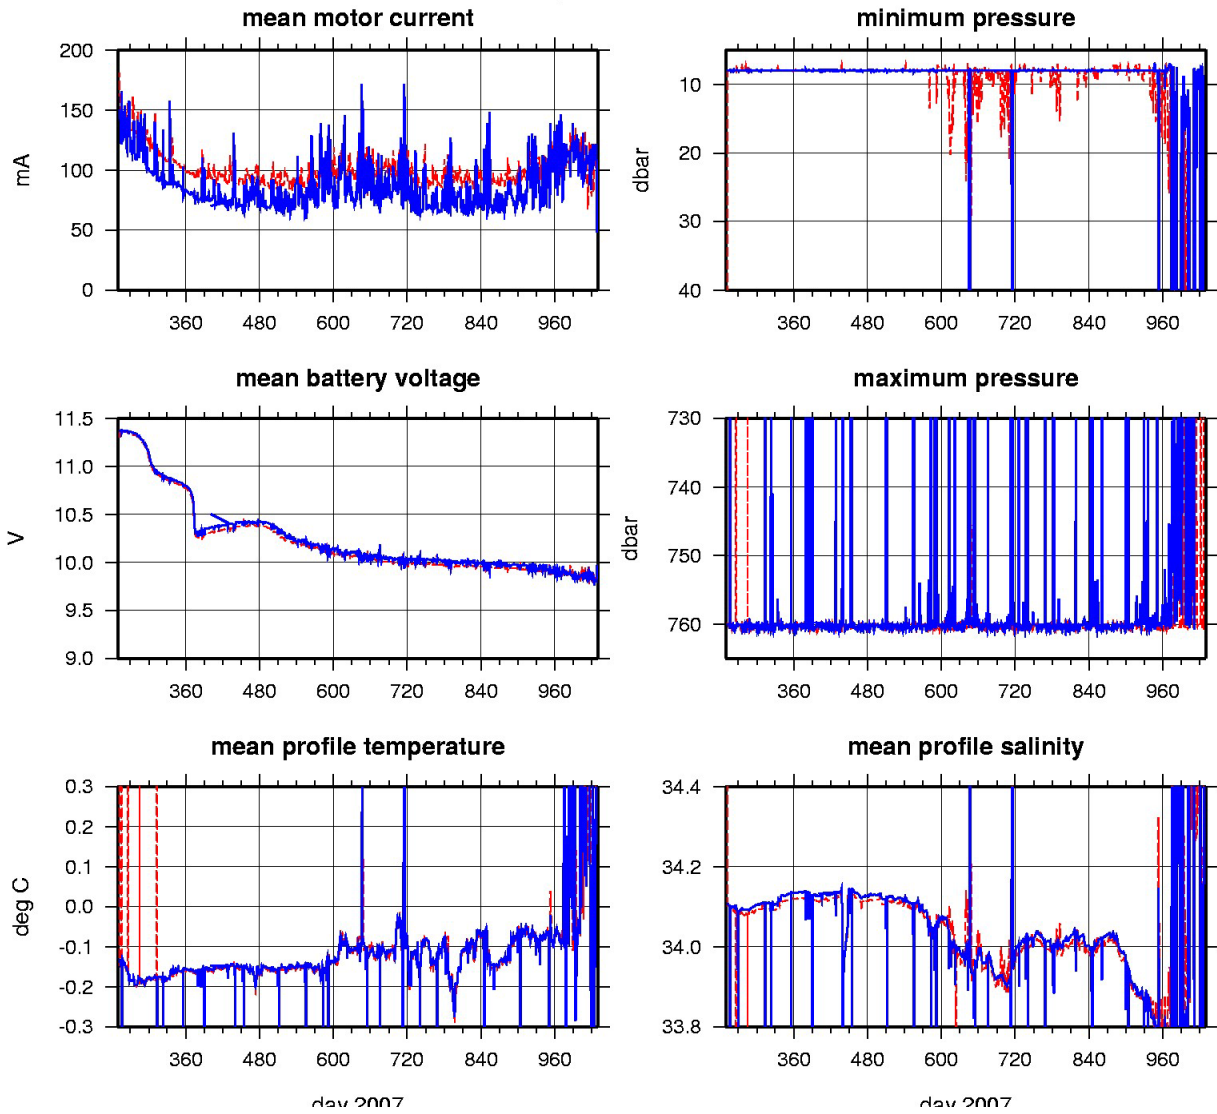 mean motor current
minimum pressure
200
150
100
50
0
mA
360 480 600 720 840 960
10
20
30
40
dbar
360 480 600 720 840 960
mean battery voltage
maximum pressure
11.5
11.0
10.5
10.0
9.5
9.0
V
360 480 600 720 840 960
730
740
750
760
dbar
360 480 600 720 840 960
mean profile temperature
mean profile salinity
0.3
0.2
0.1
0.0
-0.1
-0.2
-0.3
deg C
360 480 600 720 840 960
day 2007
34.4
34.2
34.0
33.8
360 480 600 720 840 960
day 2007